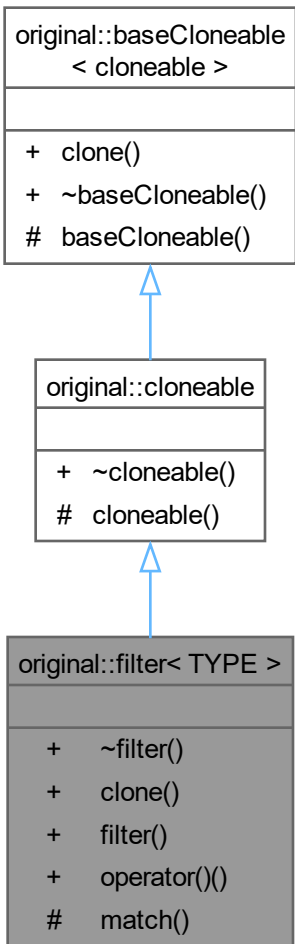 original::baseCloneable
< cloneable >
+ clone()
+ ~baseCloneable()
# baseCloneable()
original::cloneable
+ ~cloneable()
# cloneable()
original::filter< TYPE >
+ ~filter()
+ clone()
+ filter()
+ operator()()
# match()